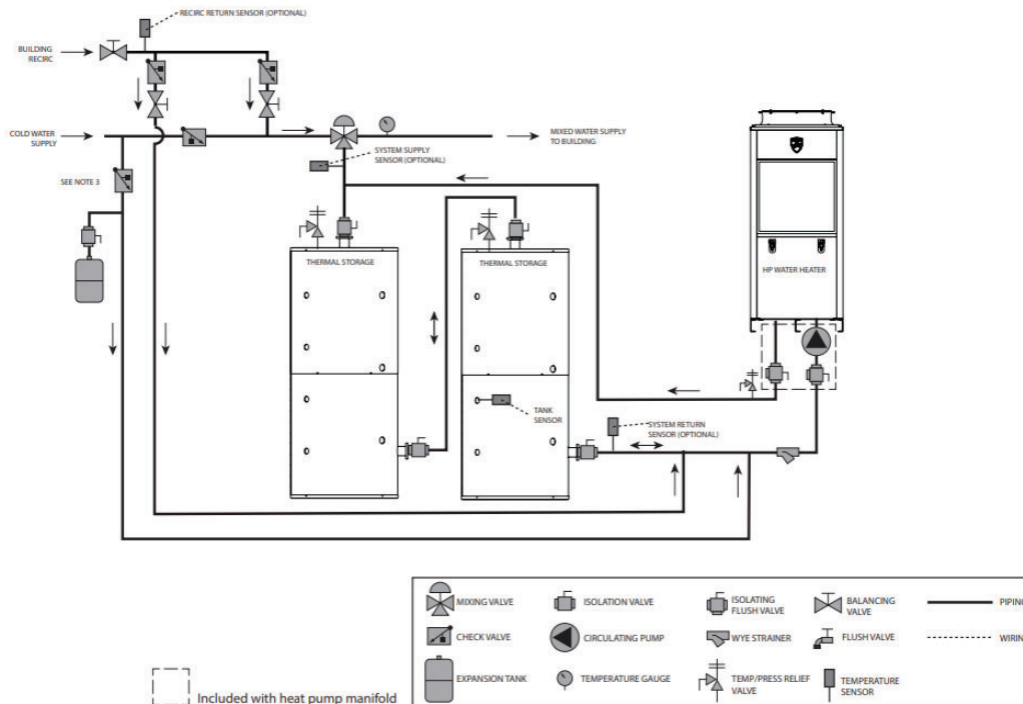 RECIRC RETURN SENSOR (OPTIONAL)
BUILDING
RECIRC
COLD WATER
SUPPLY
MIXED WATER SUPPLY
TO BUILDING
SYSTEM SUPPLY
SENSOR (OPTIONAL)
SEE NOTE 3
THERMAL STORAGE
THERMAL STORAGE
HP WATER HEATER
TANK
SENSOR
SYSTEM RETURN
SENSOR (OPTIONAL)
MIXING VALVE
ISOLATION VALVE
ISOLATING
FLUSH VALVE
BALANCING
VALVE
PIPING
CHECK VALVE
CIRCULATING PUMP
WYE STRAINER
FLUSH VALVE
WIRIN
EXPANSION TANK
TEMPERATURE GAUGE
TEMP/PRESS RELIEF
VALVE
TEMPERATURE
SENSOR
Included with heat pump manifold